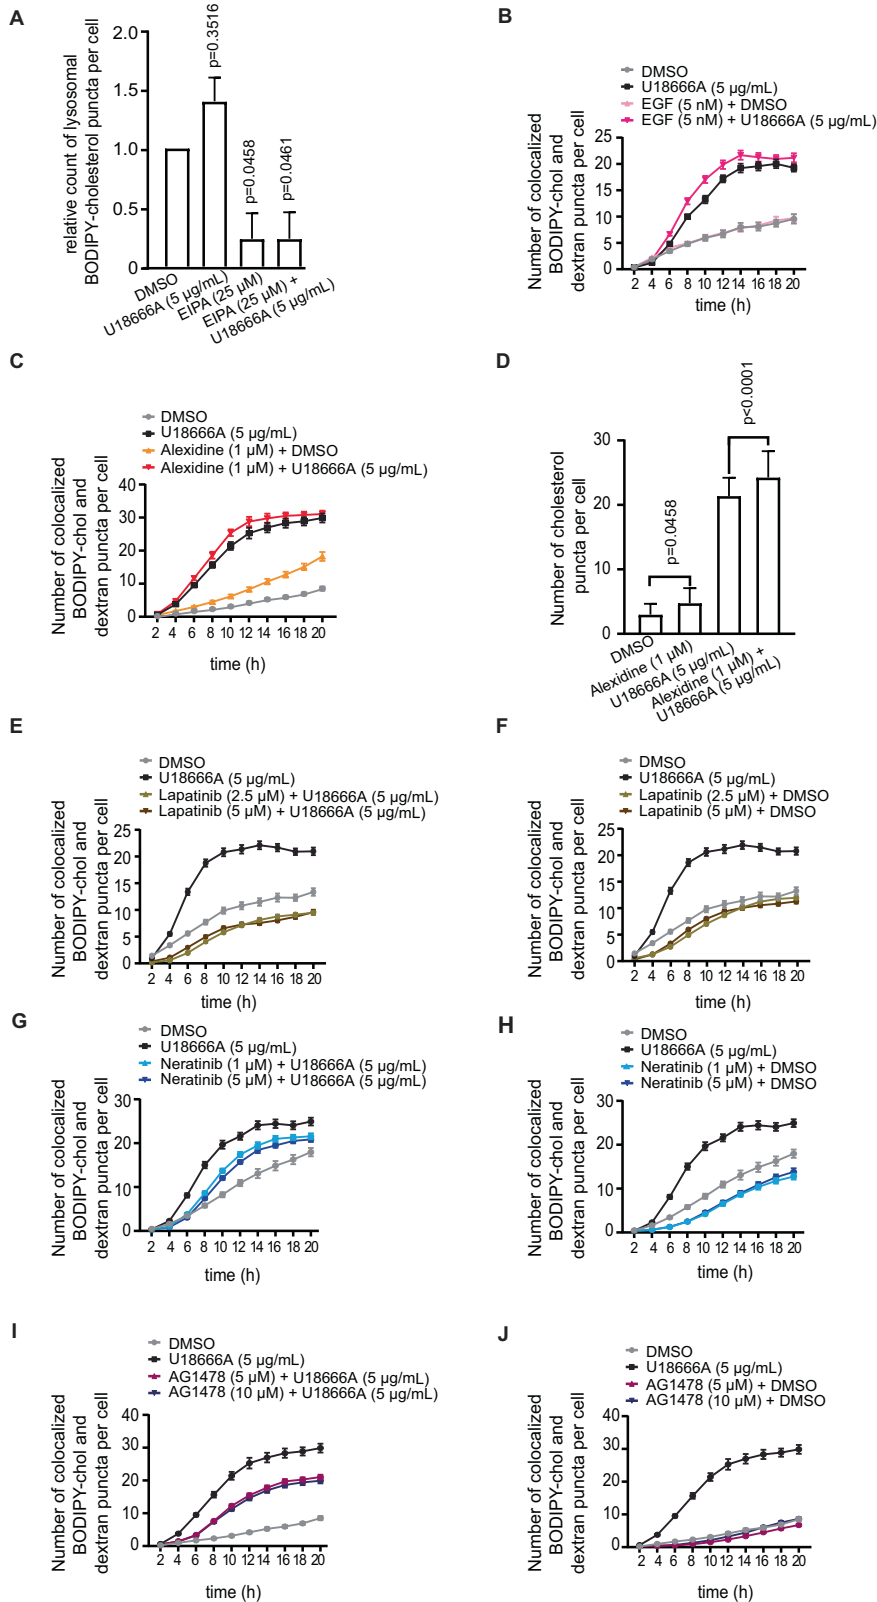 A
relative count of lysosomal
BODIPY-cholesterol puncta per cell
2.0
1.5
1.0
0.5
0
p=0.3516
p=0.0458
p=0.0461
DMSO
U18666A (5 µg/mL)
EIPA (25 µM)
EIPA (25 µM) +
U18666A (5 µg/mL)
B
DMSO
U18666A (5 µg/mL)
EGF (5 nM) + DMSO
EGF (5 nM) + U18666A (5 µg/mL)
Number of colocalized
BODIPY-chol and
dextran puncta per cell
25
20
15
10
5
0
2 4 6 8 10 12 14 16 18 20
time (h)
C
DMSO
U18666A (5 µg/mL)
Alexidine (1 µM) + DMSO
Alexidine (1 µM) + U18666A (5 µg/mL)
Number of colocalized
BODIPY-chol and
dextran puncta per cell
40
30
20
10
0
2 4 6 8 10 12 14 16 18 20
time (h)
D
Number of cholesterol
puncta per cell
30
20
10
0
p=0.0458
p<0.0001
DMSO
Alexidine (1 µM)
U18666A (5 µg/mL)
Alexidine (1 µM) +
U18666A (5 µg/mL)
E
DMSO
U18666A (5 µg/mL)
Lapatinib (2.5 µM) + U18666A (5 µg/mL)
Lapatinib (5 µM) + U18666A (5 µg/mL)
Number of colocalized
BODIPY-chol and
dextran puncta per cell
25
20
15
10
5
0
2 4 6 8 10 12 14 16 18 20
time (h)
F
DMSO
U18666A (5 µg/mL)
Lapatinib (2.5 µM) + DMSO
Lapatinib (5 µM) + DMSO
Number of colocalized
BODIPY-chol and
dextran puncta per cell
25
20
15
10
5
0
2 4 6 8 10 12 14 16 18 20
time (h)
G
DMSO
U18666A (5 µg/mL)
Neratinib (1 µM) + U18666A (5 µg/mL)
Neratinib (5 µM) + U18666A (5 µg/mL)
Number of colocalized
BODIPY-chol and
dextran puncta per cell
30
20
10
0
2 4 6 8 10 12 14 16 18 20
time (h)
H
DMSO
U18666A (5 µg/mL)
Neratinib (1 µM) + DMSO
Neratinib (5 µM) + DMSO
Number of colocalized
BODIPY-chol and
dextran puncta per cell
30
20
10
0
2 4 6 8 10 12 14 16 18 20
time (h)
I
DMSO
U18666A (5 µg/mL)
AG1478 (5 µM) + U18666A (5 µg/mL)
AG1478 (10 µM) + U18666A (5 µg/mL)
Number of colocalized
BODIPY-chol and
dextran puncta per cell
40
30
20
10
0
2 4 6 8 10 12 14 16 18 20
time (h)
J
DMSO
U18666A (5 µg/mL)
AG1478 (5 µM) + DMSO
AG1478 (10 µM) + DMSO
Number of colocalized
BODIPY-chol and
dextran puncta per cell
40
30
20
10
0
2 4 6 8 10 12 14 16 18 20
time (h)